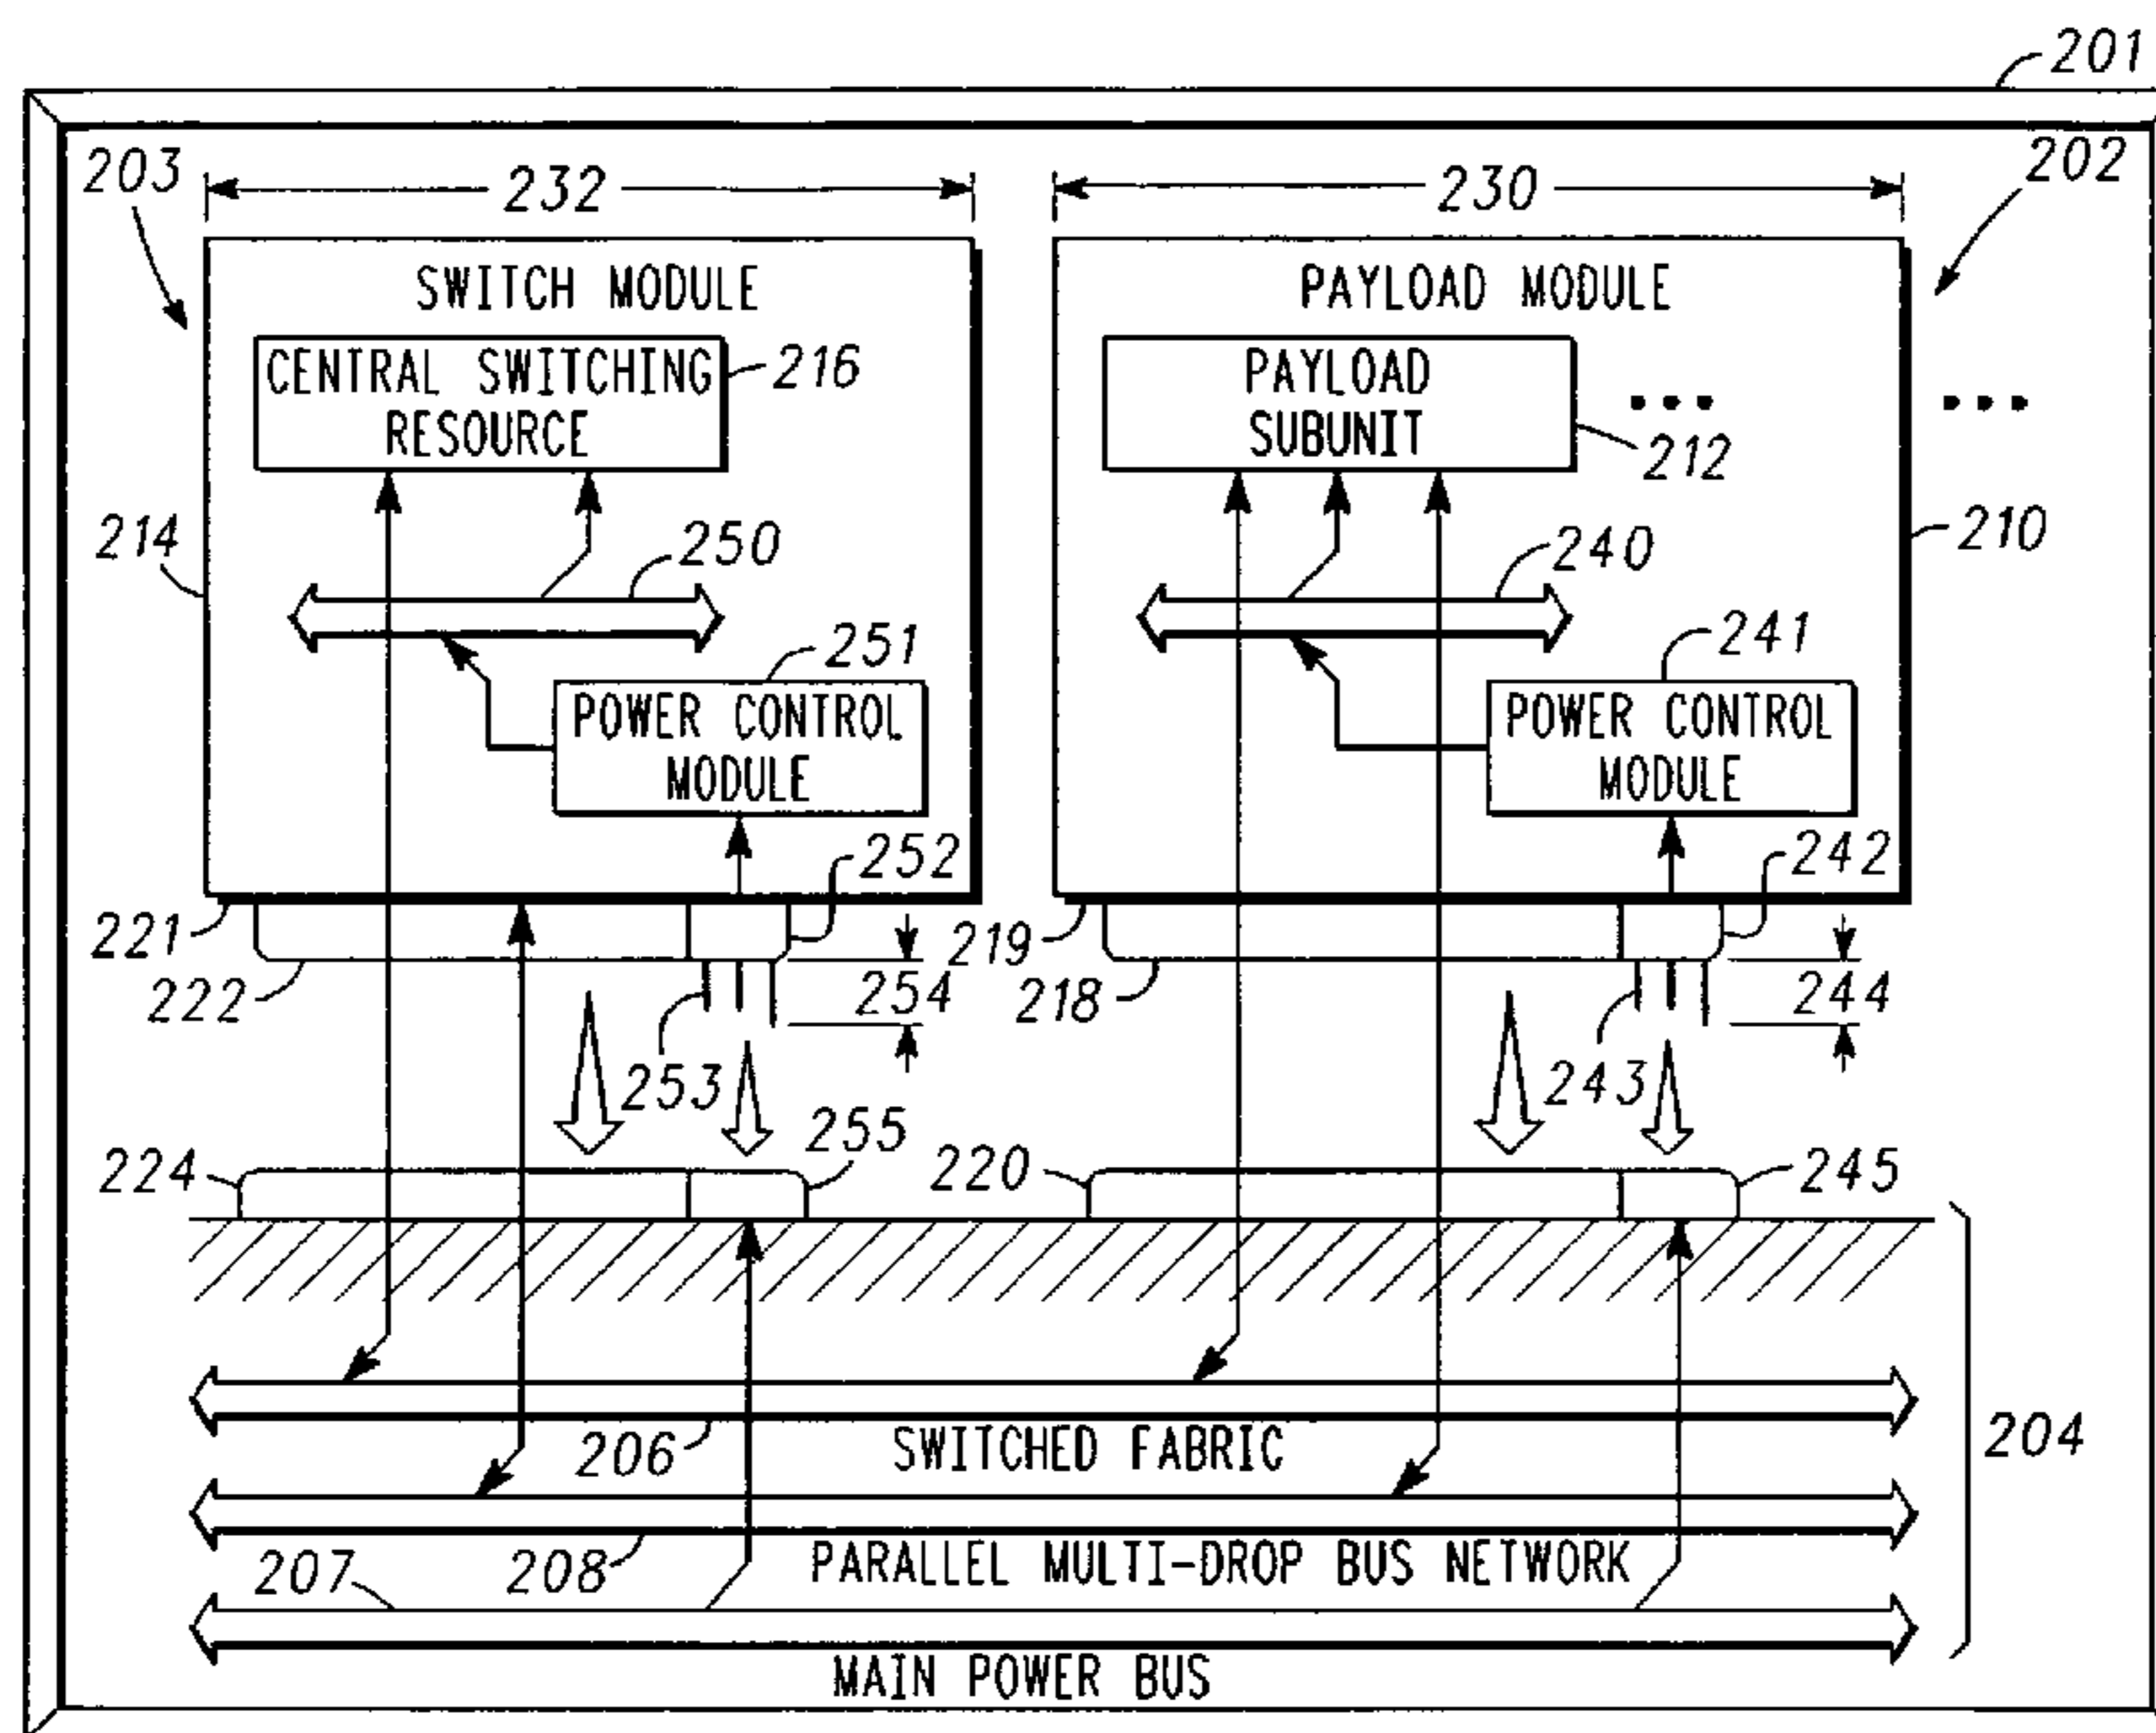 201
203
232
230
202
SWITCH MODULE
PAYLOAD MODULE
CENTRAL SWITCHING
RESOURCE
216
PAYLOAD
SUBUNIT
212
214
250
240
210
251
241
POWER CONTROL
MODULE
POWER CONTROL
MODULE
252
242
221
219
222
254
218
244
253
243
224
255
220
245
206
SWITCHED FABRIC
204
207
208
PARALLEL MULTI-DROP BUS NETWORK
MAIN POWER BUS